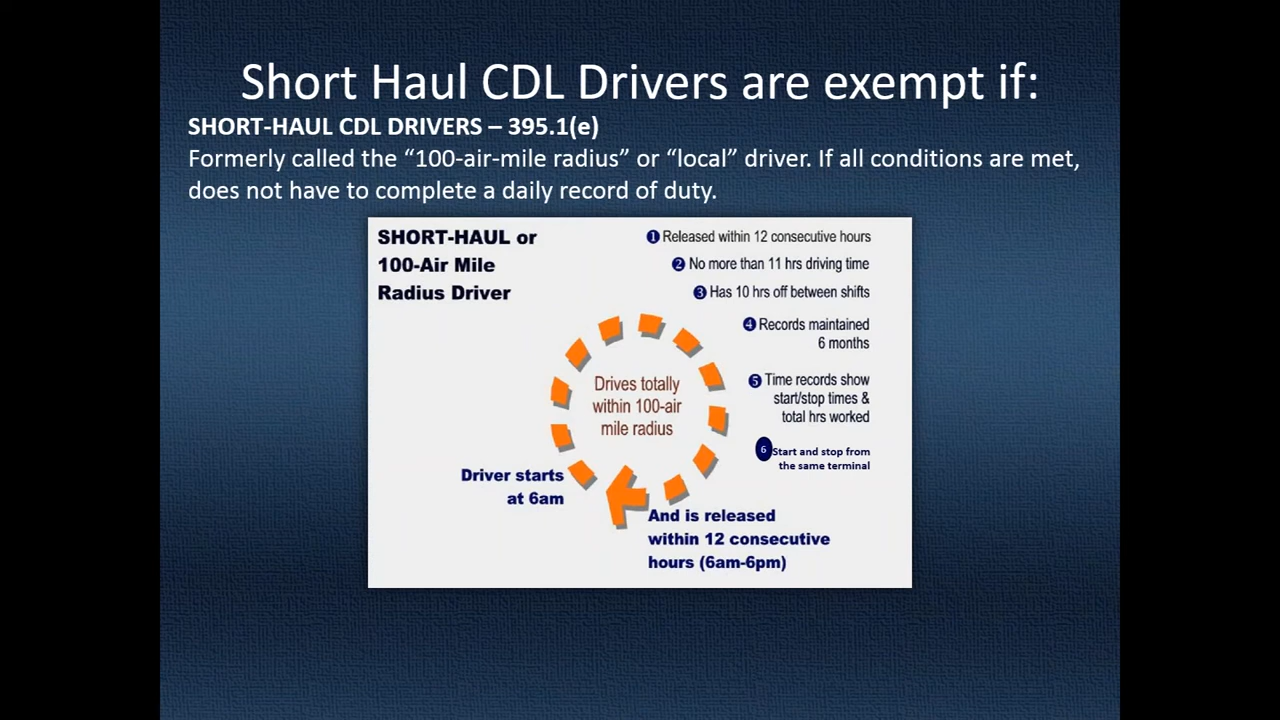 Short Haul CDL Drivers are exempt if:
SHORT-HAUL CDL DRIVERS – 395.1(e)
Formerly called the “100-air-mile radius” or “local” driver. If all conditions are met,
does not have to complete a daily record of duty.
SHORT-HAUL or
100-Air Mile
Radius Driver
1 Released within 12 consecutive hours
2 No more than 11 hrs driving time
3 Has 10 hrs off between shifts
4 Records maintained
6 months
5 Time records show
start/stop times &
total hrs worked
6 Start and stop from
the same terminal
Drives totally
within 100-air
mile radius
Driver starts
at 6am
And is released
within 12 consecutive
hours (6am-6pm)